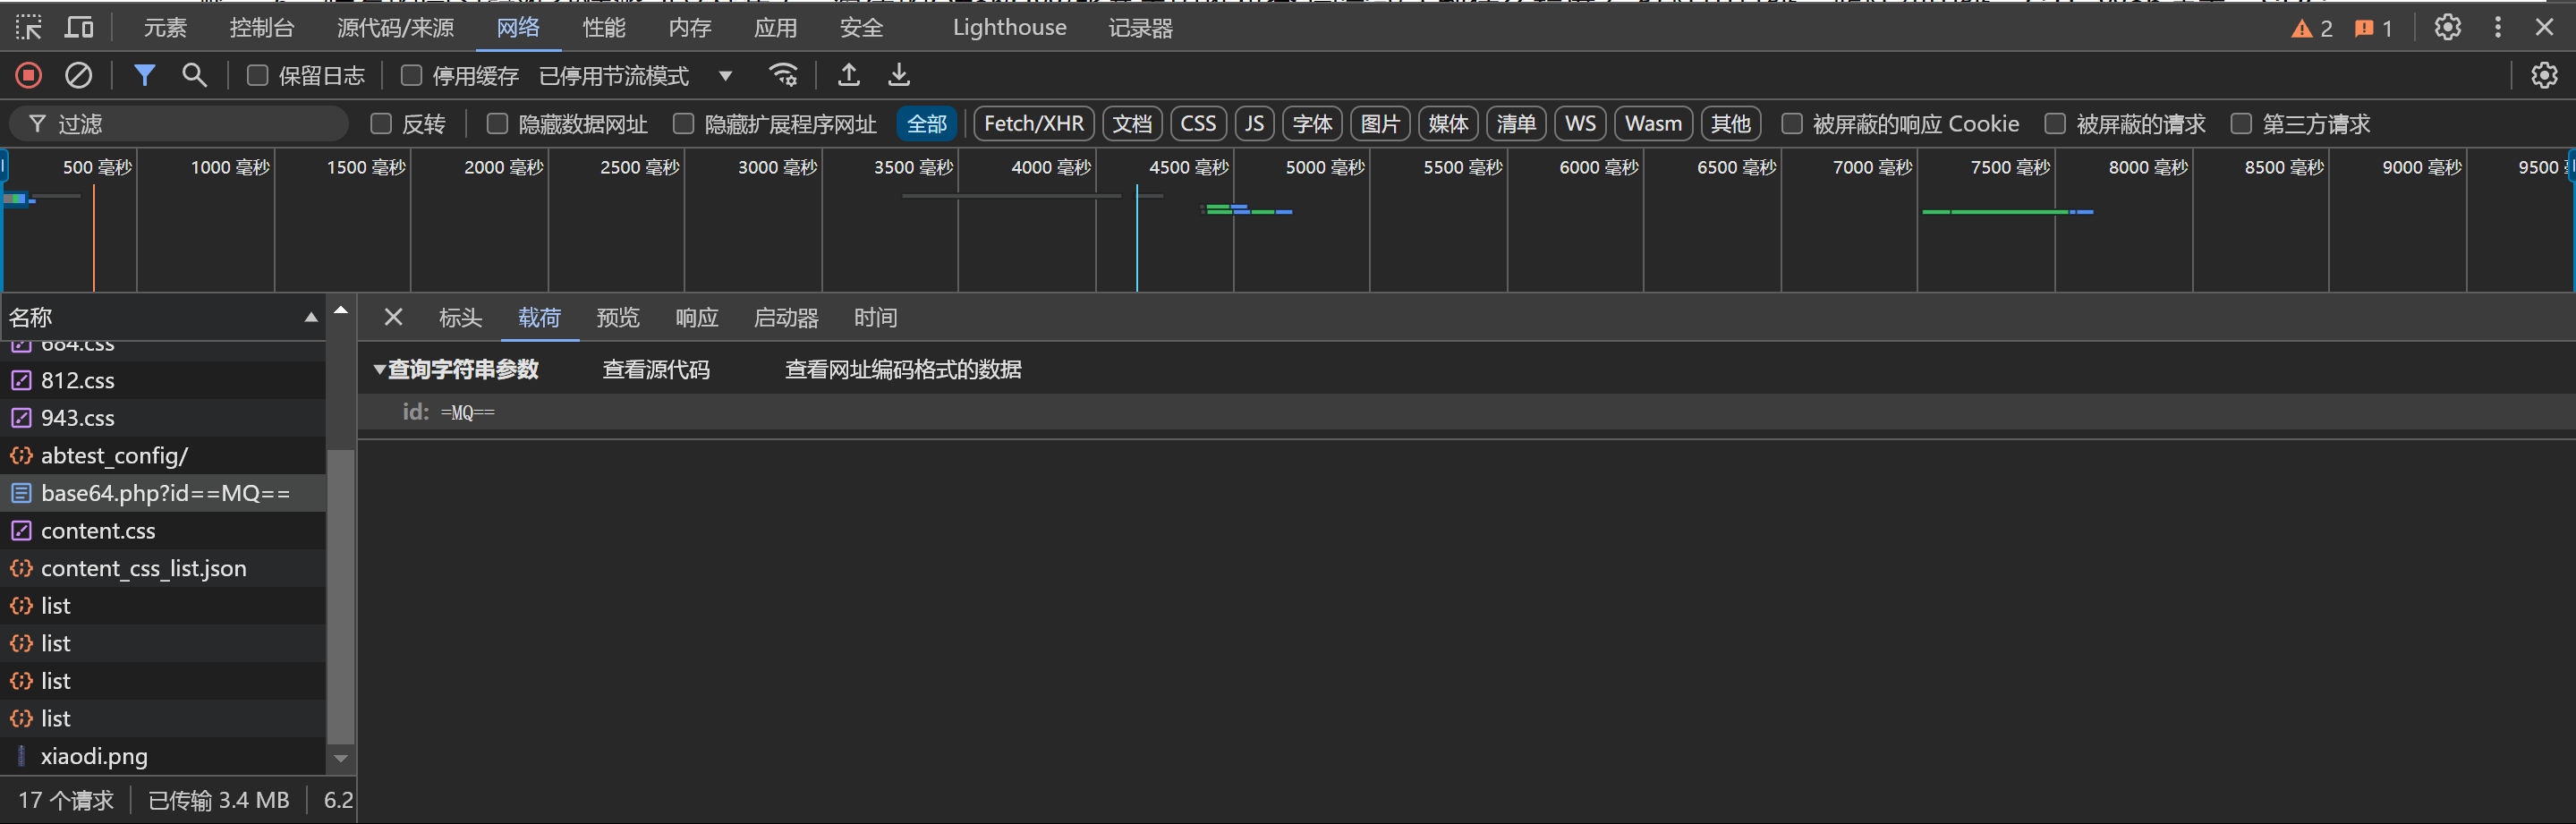 元素 控制台 源代码/来源 网络 性能 内存 应用 安全 Lighthouse 记录器 2 1
保留日志 停用缓存 已停用节流模式
过滤 反转 隐藏数据网址 隐藏扩展程序网址 全部 Fetch/XHR 文档 CSS JS 字体 图片 媒体 清单 WS Wasm 其他 被屏蔽的响应 Cookie 被屏蔽的请求 第三方请求
500 毫秒 1000 毫秒 1500 毫秒 2000 毫秒 2500 毫秒 3000 毫秒 3500 毫秒 4000 毫秒 4500 毫秒 5000 毫秒 5500 毫秒 6000 毫秒 6500 毫秒 7000 毫秒 7500 毫秒 8000 毫秒 8500 毫秒 9000 毫秒 9500
名称
684.css
812.css
943.css
abtest_config/
base64.php?id==MQ==
content.css
content_css_list.json
list
list
list
list
xiaodi.png
17 个请求 已传输 3.4 MB 6.2
标头 载荷 预览 响应 启动器 时间
查询字符串参数 查看源代码 查看网址编码格式的数据
id: =MQ==